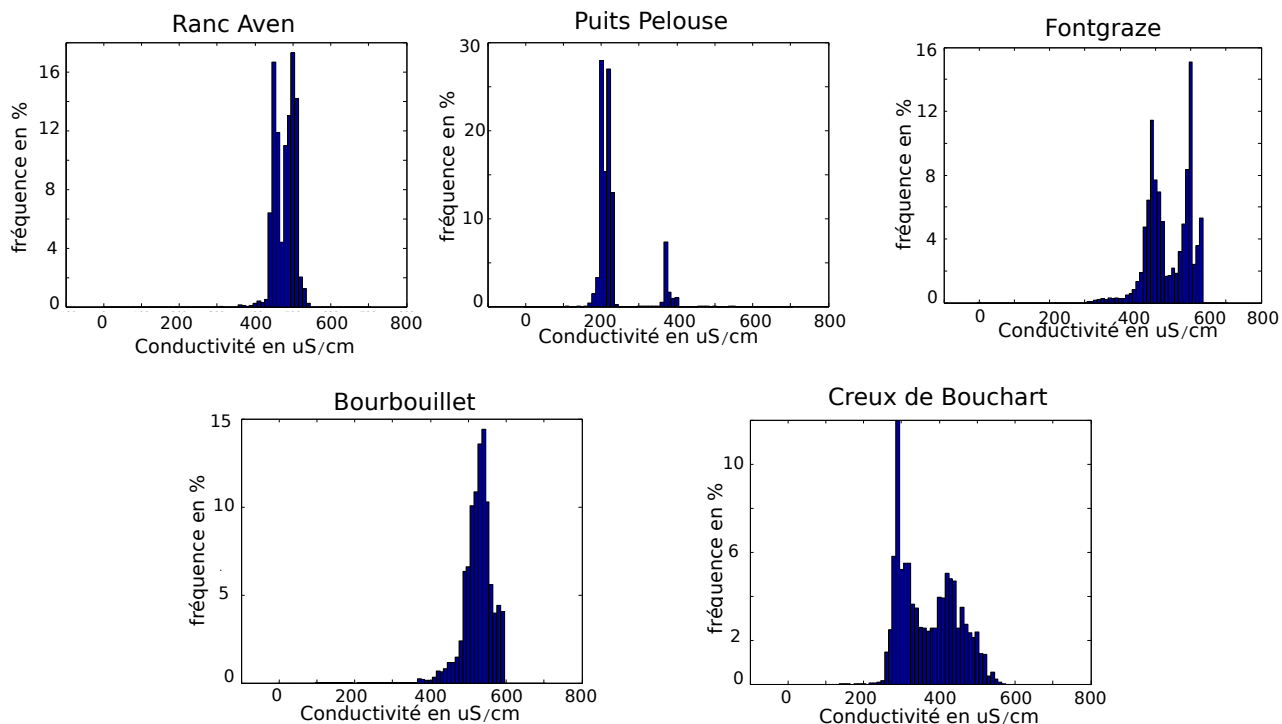 Ranc Aven
fréquence en %
16
12
8
4
0
0 200 400 600 800
Conductivité en uS/cm
Puits Pelouse
fréquence en %
30
20
10
0
0 200 400 600 800
Conductivité en uS/cm
Fontgraze
fréquence en %
16
12
8
4
0
0 200 400 600 800
Conductivité en uS/cm
Bourbouillet
fréquence en %
15
10
5
0
0 200 400 600 800
Conductivité en uS/cm
Creux de Bouchart
fréquence en %
10
6
2
0
0 200 400 600 800
Conductivité en uS/cm